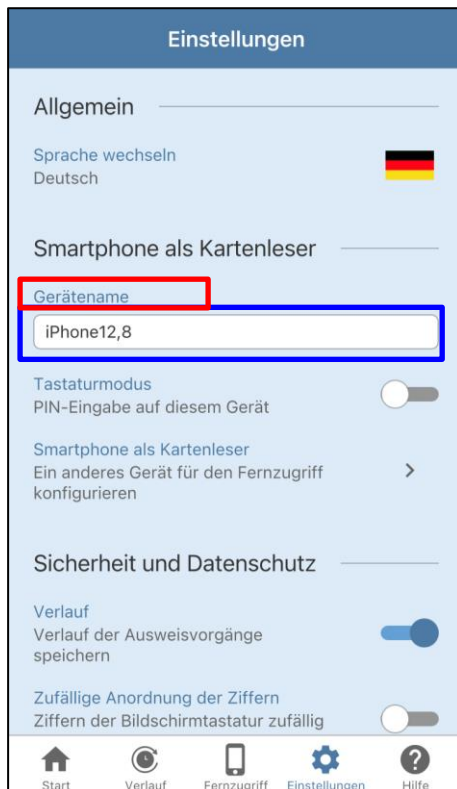 Einstellungen
Allgemein
Sprache wechseln
Deutsch
Smartphone als Kartenleser
Gerätename
iPhone12,8
Tastaturmodus
PIN-Eingabe auf diesem Gerät
Smartphone als Kartenleser
Ein anderes Gerät für den Fernzugriff
konfigurieren
Sicherheit und Datenschutz
Verlauf
Verlauf der Ausweisvorgänge
speichern
Zufällige Anordnung der Ziffern
Ziffern der Bildschirmtastatur zufällig
Start Verlauf Fernzugriff Einstellungen Hilfe